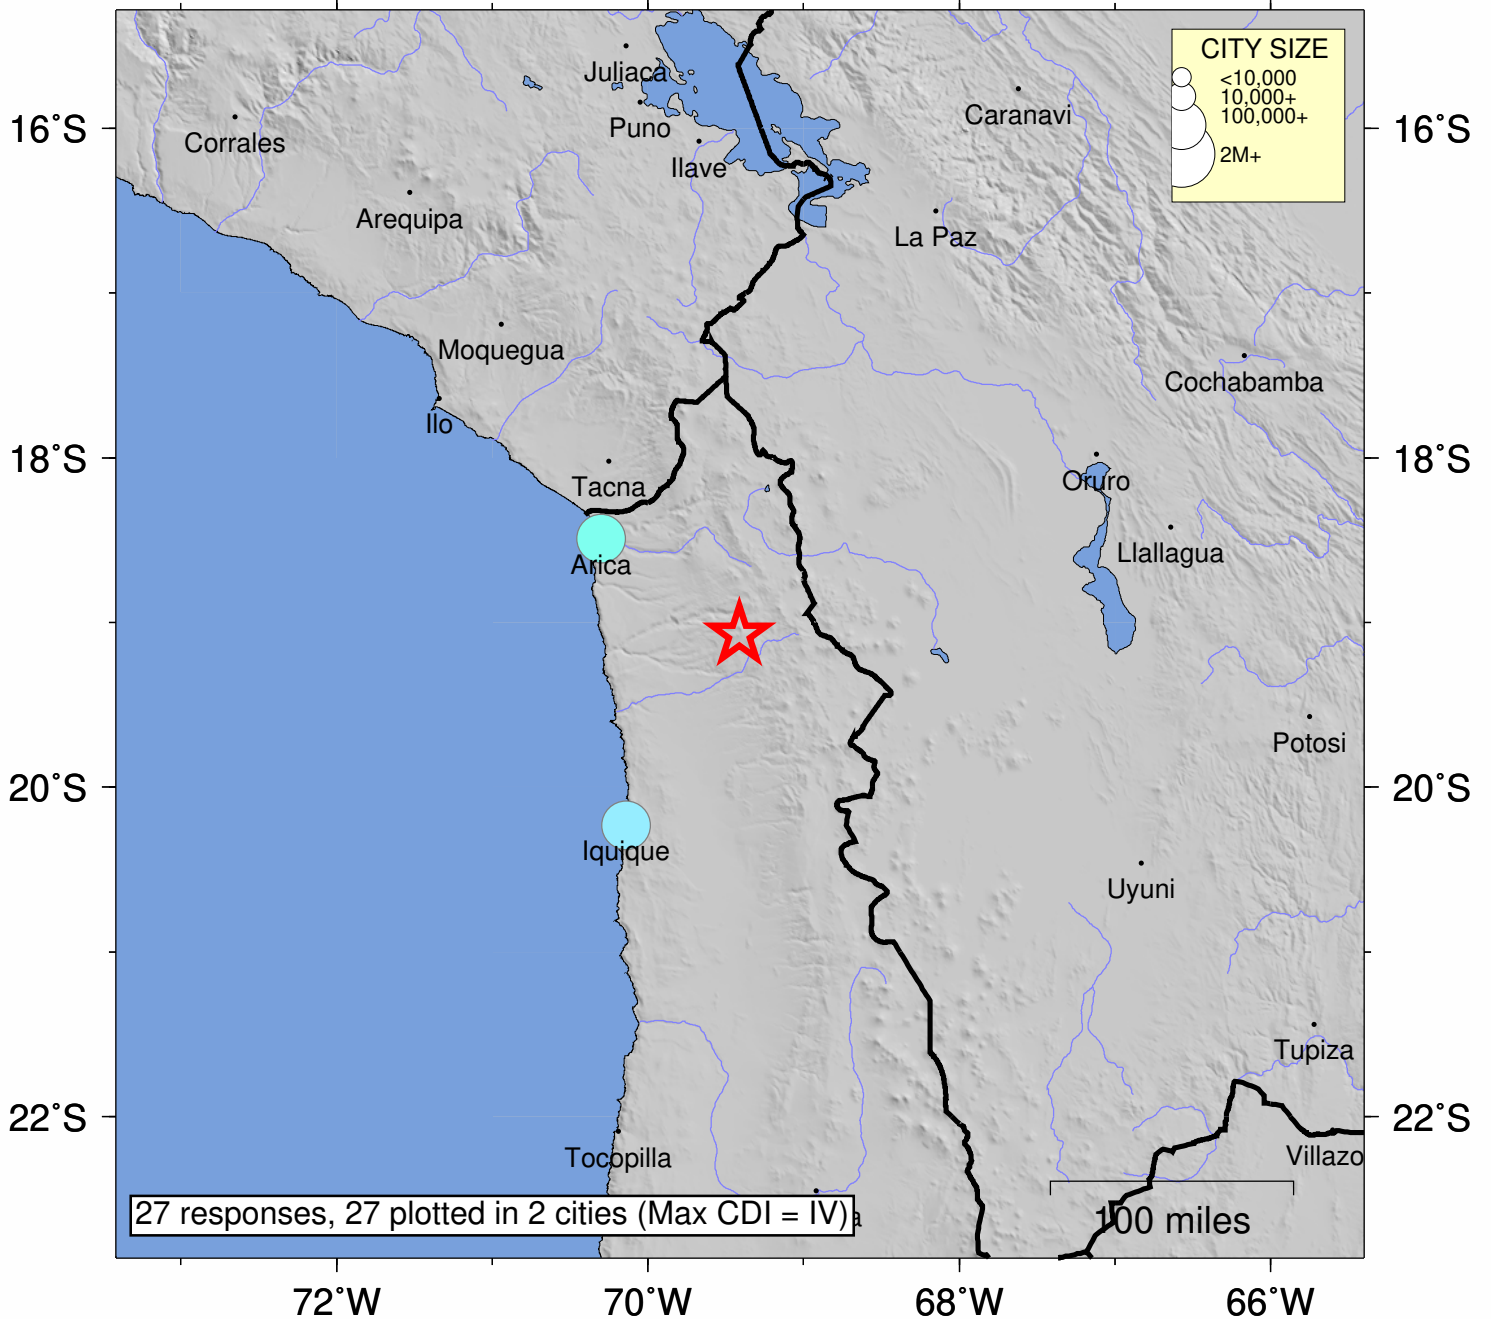 CITY SIZE
<10,000
10,000+
100,000+
2M+
Juliaca
Caranavi
16°S
Puno
16°S
Corrales
Ilave
Arequipa
La Paz
Moquegua
Cochabamba
Ilo
18°S
18°S
Oruro
Tacna
Llallagua
Arica
Potosi
20°S
20°S
Iquique
Uyuni
Tupiza
22°S
22°S
Tocopilla
Villazo
27 responses, 27 plotted in 2 cities (Max CDI = IV)
a
100 miles
72°W
70°W
68°W
66°W